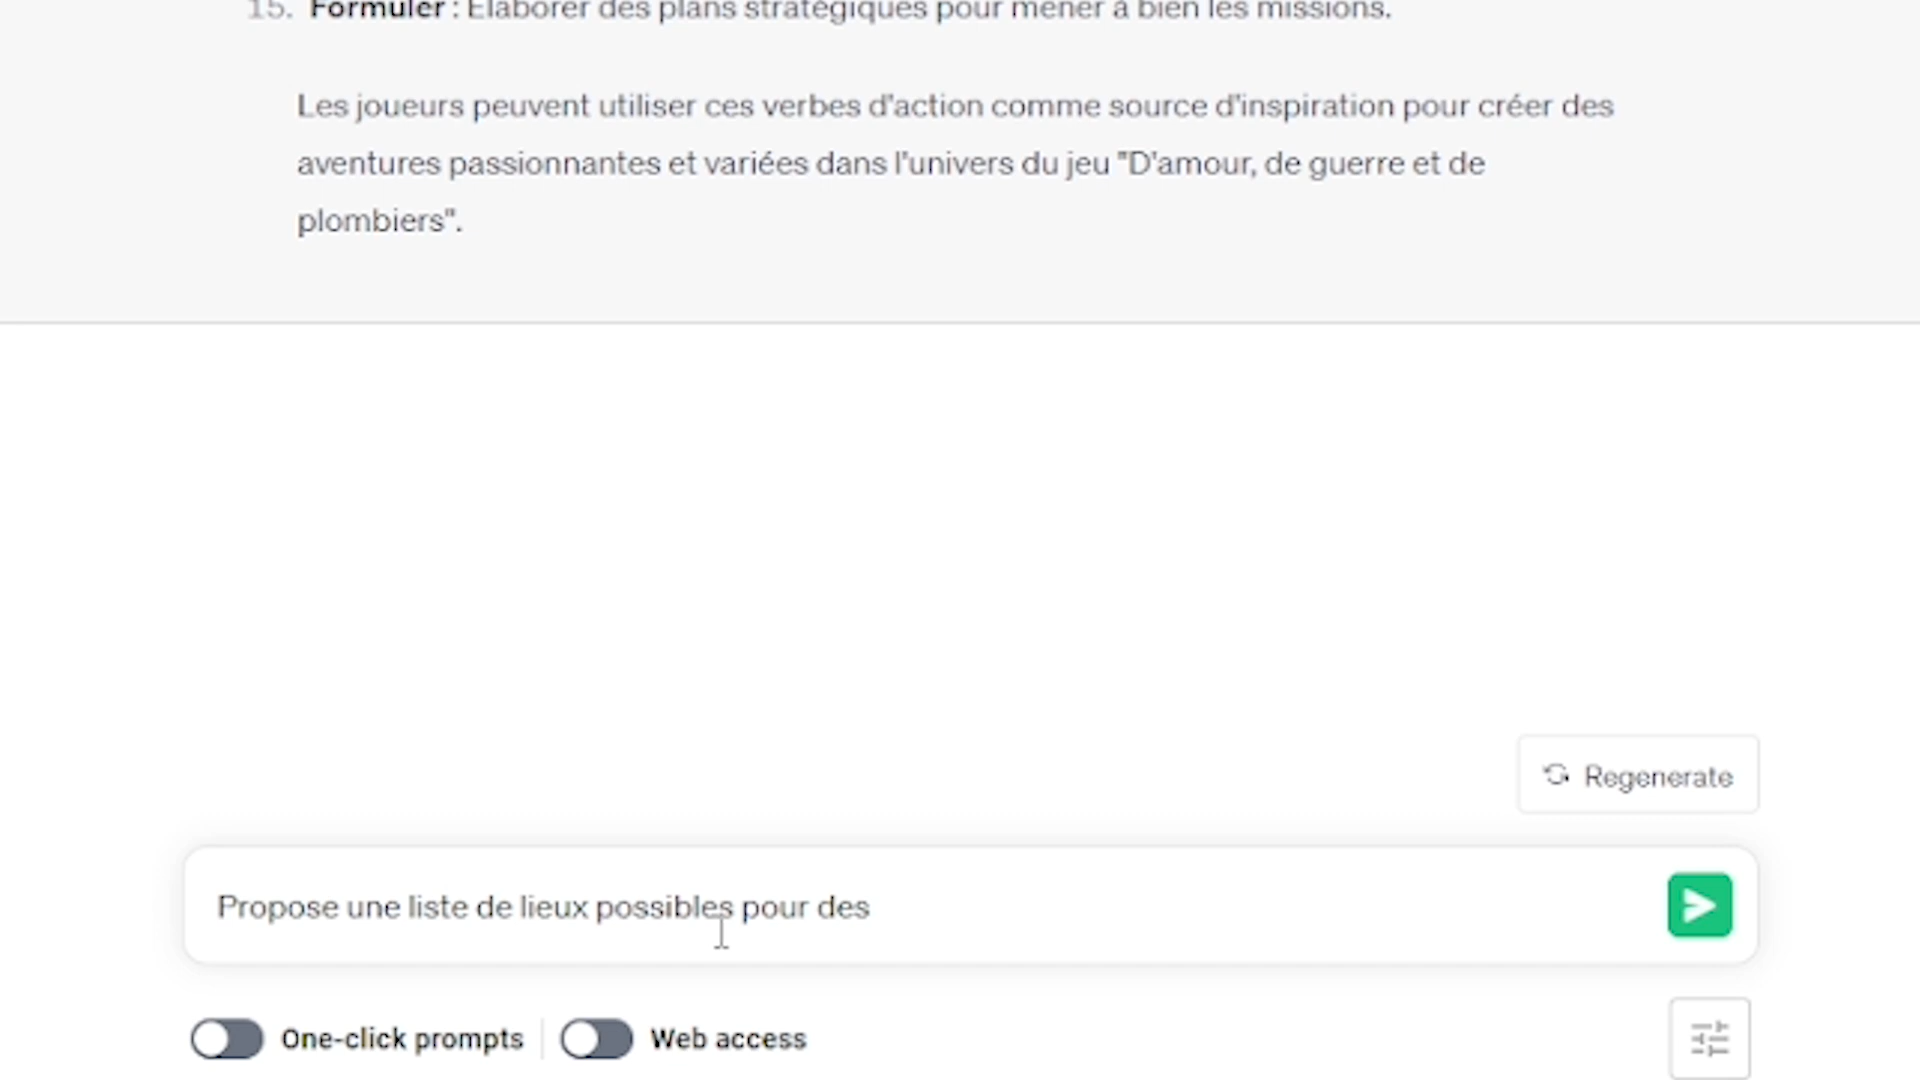 15. Formuler : Élaborer des plans stratégiques pour mener à bien les missions.
Les joueurs peuvent utiliser ces verbes d'action comme source d'inspiration pour créer des
aventures passionnantes et variées dans l'univers du jeu "D'amour, de guerre et de
plombiers".
Regenerate
Propose une liste de lieux possibles pour des
One-click prompts
Web access